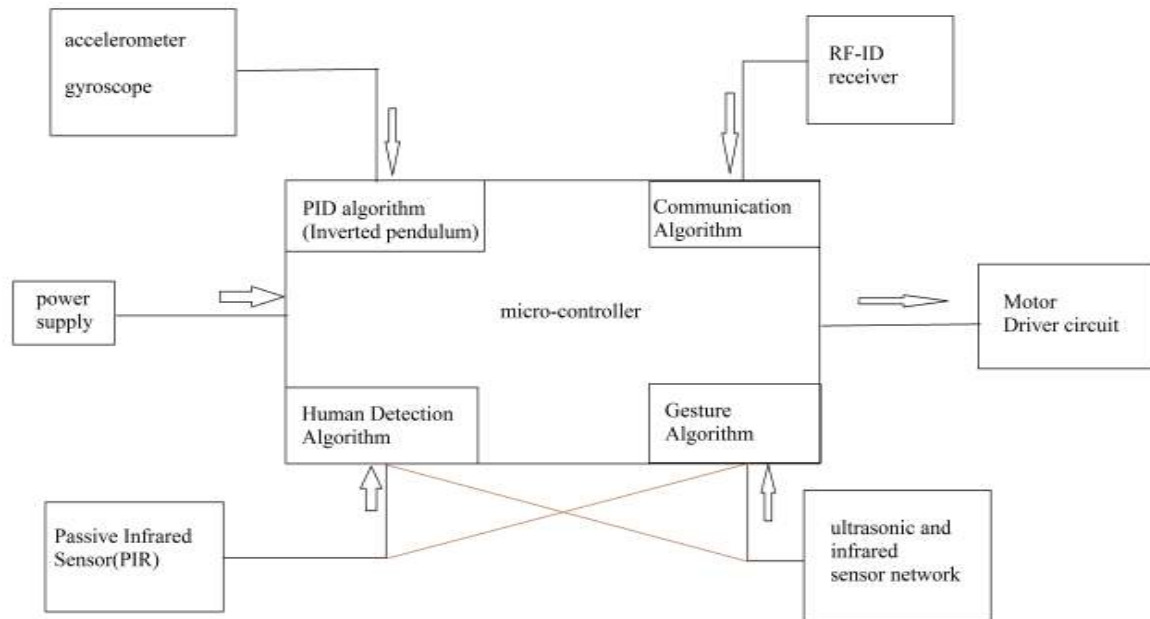 accelerometer
gyroscope
RF-ID
receiver
PID algorithm
(Inverted pendulum)
Communication
Algorithm
power
supply
micro-controller
Motor
Driver circuit
Human Detection
Algorithm
Gesture
Algorithm
Passive Infrared
Sensor(PIR)
ultrasonic and
infrared
sensor network